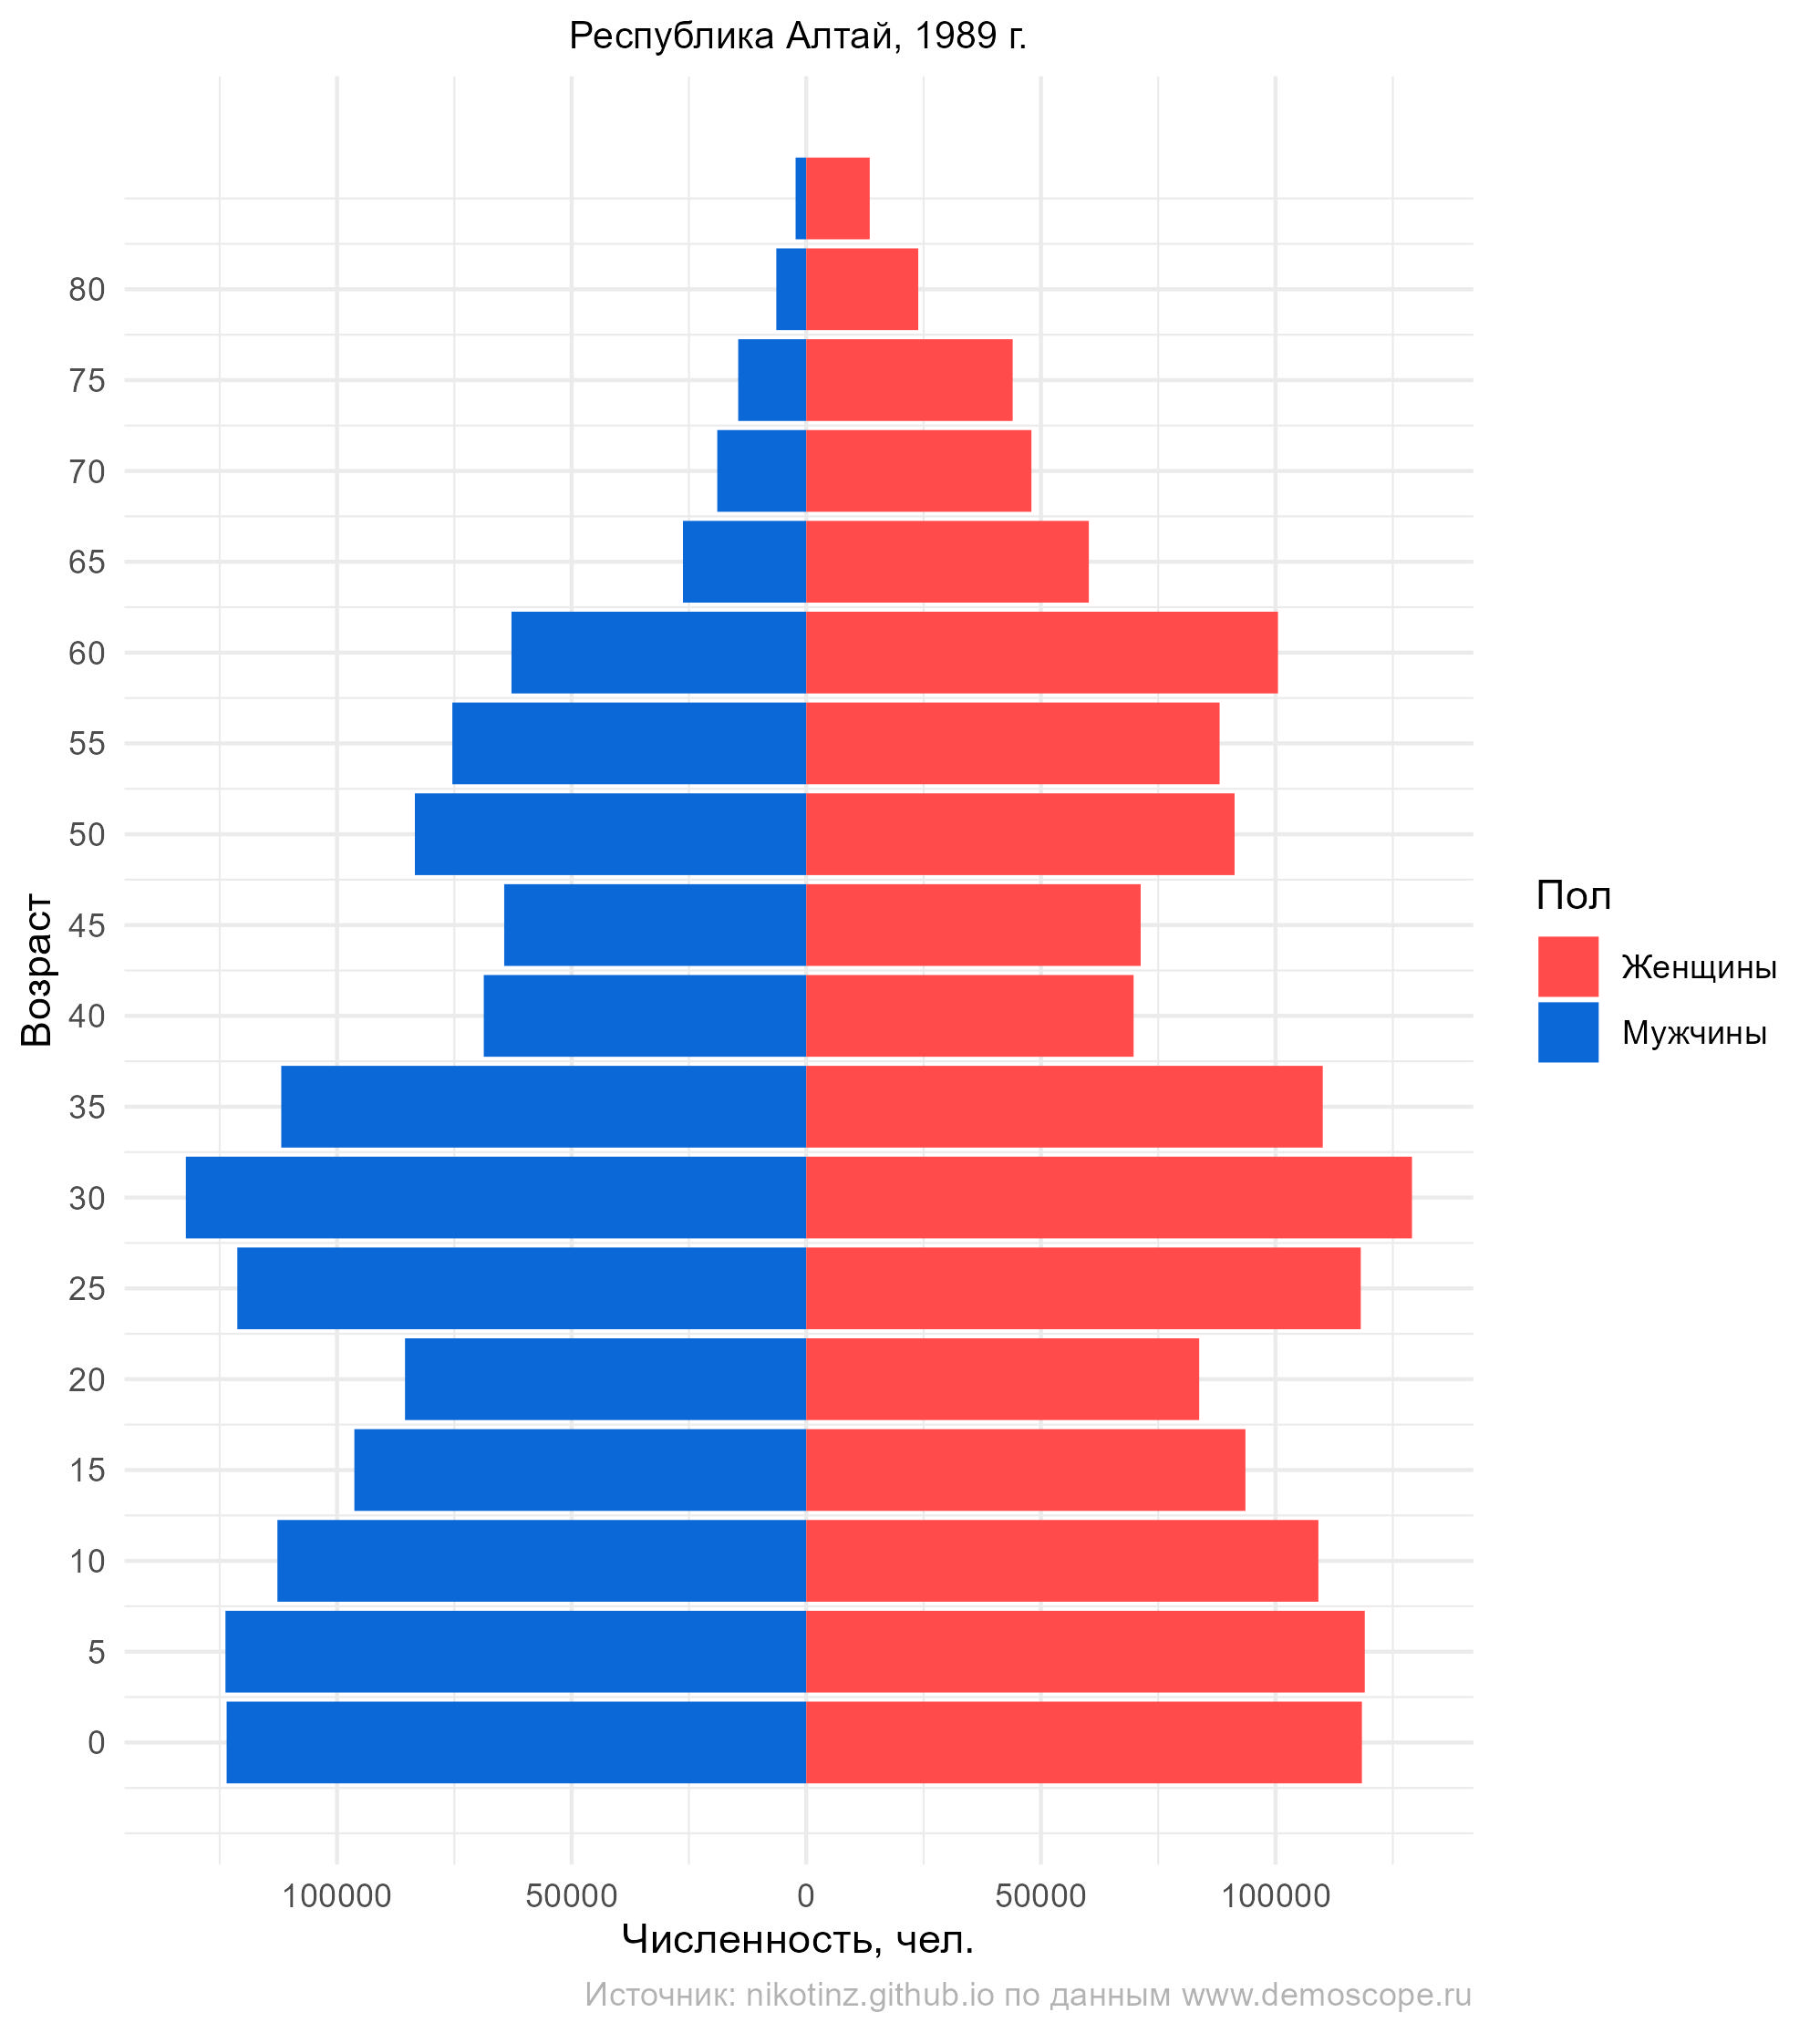 Республика Алтай, 1989 г.
80
75
70
65
60
55
50
45
40
35
30
25
20
15
10
5
0
Возраст
100000 50000 0 50000 100000
Численность, чел.
Пол
Женщины
Мужчины
Источник: nikotinz.github.io по данным www.demoscope.ru